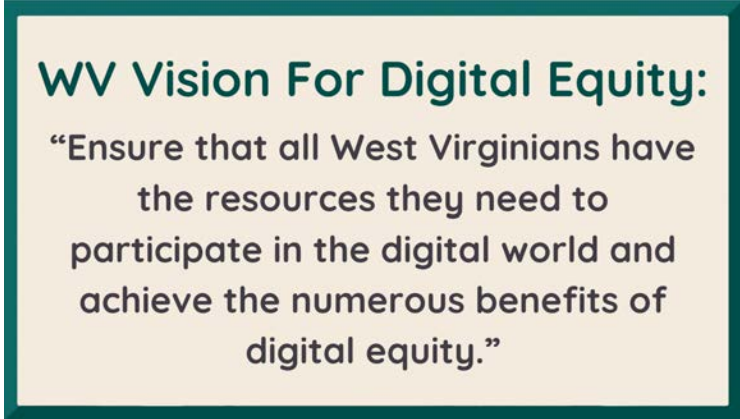 WV Vision For Digital Equity:
“Ensure that all West Virginians have
the resources they need to
participate in the digital world and
achieve the numerous benefits of
digital equity.”